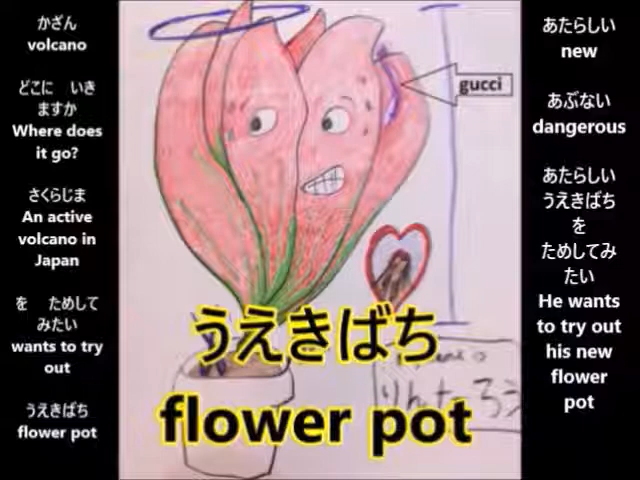 かざん
volcano
どこに　いき
ますか
Where does
it go?
さくらじま
An active
volcano in
Japan
を　ためして
みたい
wants to try
out
うえきばち
flower pot
gucci
うえきばち
flower pot
あたらしい
new
あぶない
dangerous
あたらしい
うえきばち
を
ためしてみ
たい
He wants
to try out
his new
flower
pot